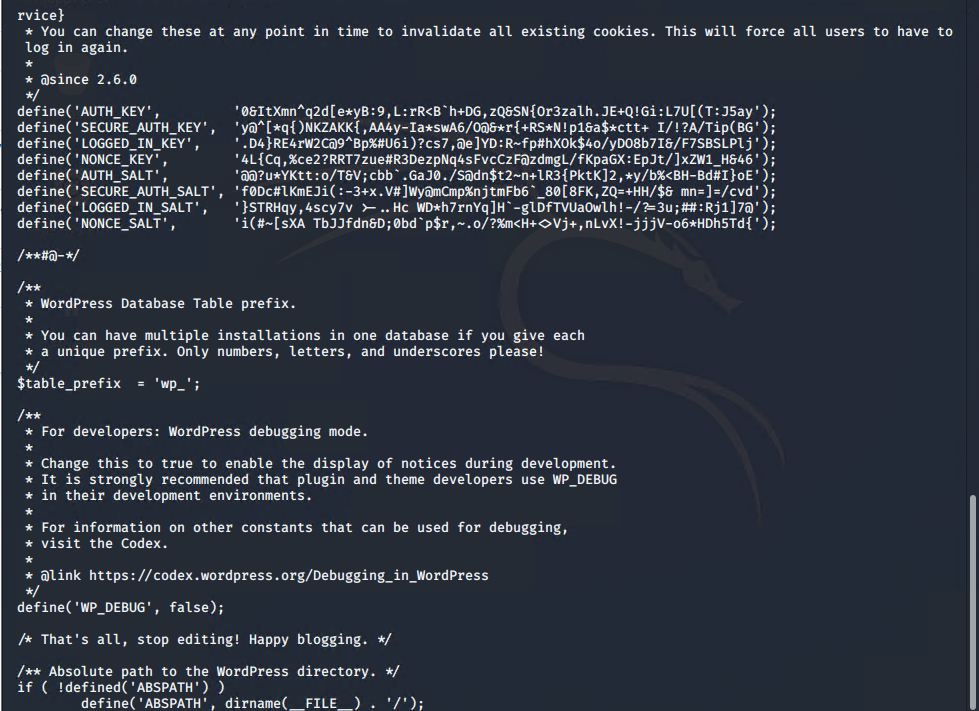 rvice}
 * You can change these at any point in time to invalidate all existing cookies. This will force all users to have to
 log in again.
 *
 * @since 2.6.0
 */
define('AUTH_KEY',         '0&ItXmn^q2d[e*yB:9,L:rR<B`h+DG,zQ&SN{Or3zalh.JE+Q!Gi:L7U[(T:J5ay');
define('SECURE_AUTH_KEY',  'y@^[*q{)NKZAKK{,AA4y-Ia*swA6/O@&*r{+RS*N!p1&a$*ctt+ I/!?A/Tip(BG');
define('LOGGED_IN_KEY',    '.D4}RE4rW2C@9^Bp%#U6i)?cs7,@e]YD:R~fp#hXOk$4o/yDO8b7I&/F7SBSLPlj');
define('NONCE_KEY',        '4L{Cq,%ce2?RRT7zue#R3DezpNq4sFvcCzF@zdmgL/fKpaGX:EpJt/]xZW1_H&46');
define('AUTH_SALT',        '@@?u*YKtt:o/T&V;cbb`.GaJ0./S@dn$t2~n+lR3{PktK]2,*y/b%<BH-Bd#I}oE');
define('SECURE_AUTH_SALT', 'f0Dc#lKmEJi(:-3+x.V#]Wy@mCmp%njtmFb6`_80[8FK,ZQ=+HH/$& mn=]=/cvd');
define('LOGGED_IN_SALT',   '}STRHqy,4scy7v >-..Hc WD*h7rnYq]H`-glDfTVUaOwlh!-/?=3u;##:Rj1]7@');
define('NONCE_SALT',       'i(#~[sXA TbJJfdn&D;0bd`p$r,~.o/?%m<H+<>Vj+,nLvX!-jjjV-o6*HDh5Td{');
/**#@-*/
/**
 * WordPress Database Table prefix.
 *
 * You can have multiple installations in one database if you give each
 * a unique prefix. Only numbers, letters, and underscores please!
 */
$table_prefix  = 'wp_';
/**
 * For developers: WordPress debugging mode.
 *
 * Change this to true to enable the display of notices during development.
 * It is strongly recommended that plugin and theme developers use WP_DEBUG
 * in their development environments.
 *
 * For information on other constants that can be used for debugging,
 * visit the Codex.
 *
 * @link https://codex.wordpress.org/Debugging_in_WordPress
 */
define('WP_DEBUG', false);
/* That's all, stop editing! Happy blogging. */
/** Absolute path to the WordPress directory. */
if ( !defined('ABSPATH') )
        define('ABSPATH', dirname(__FILE__) . '/');